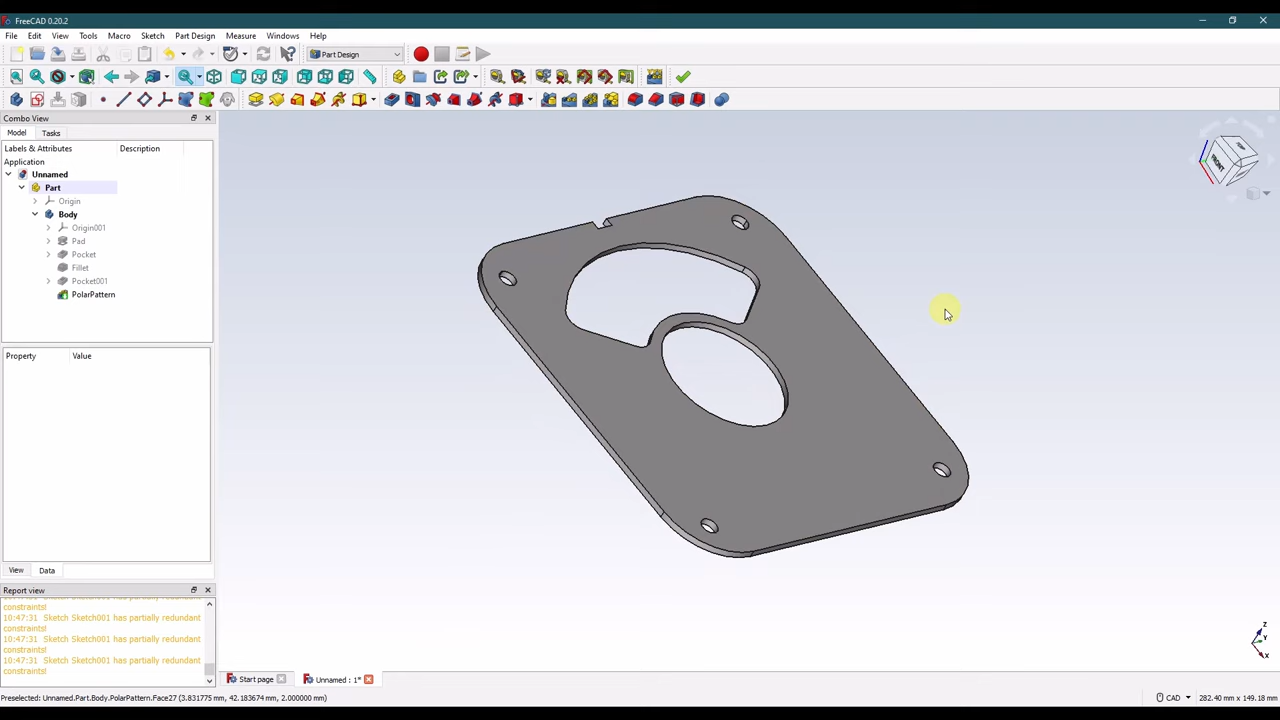 FreeCAD 0.20.2
File Edit View Tools Macro Sketch Part Design Measure Windows Help
Part Design
Combo View
Model Tasks
Labels & Attributes Description
Application
Unnamed
Part
Origin
Body
Origin001
Pad
Pocket
Fillet
Pocket001
PolarPattern
Property Value
View Data
Report view
constraints!
10:47:31 Sketch Sketch001 has partially redundant
constraints!
10:47:31 Sketch Sketch001 has partially redundant
constraints!
10:47:31 Sketch Sketch001 has partially redundant
constraints!
FRONT
TOP
Z
Y
X
Start page Unnamed : 1*
Preselected: Unnamed.Part.Body.PolarPattern.Face27 (3.831775 mm, 42.183674 mm, 2.000000 mm) CAD 282.40 mm x 149.18 mm